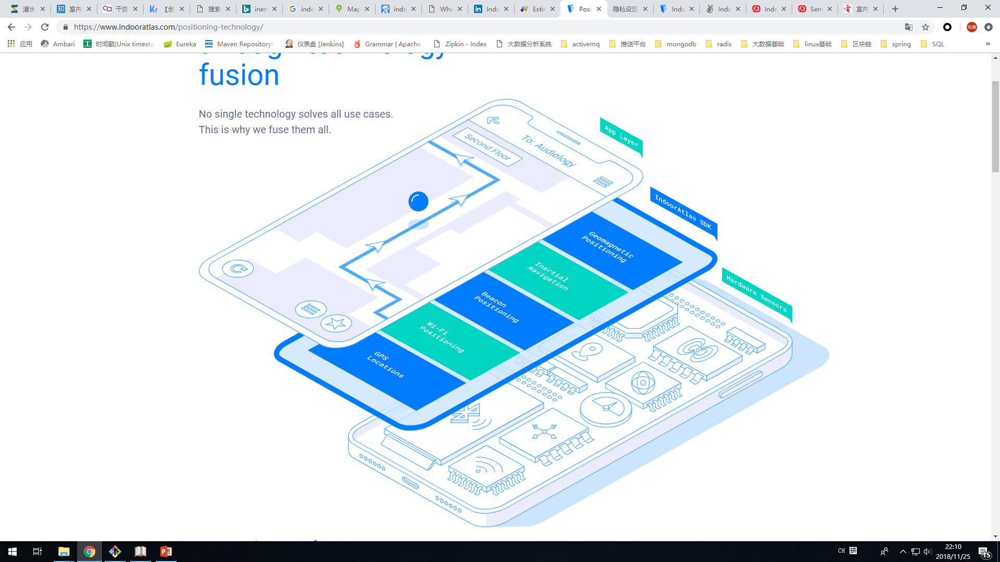 灌水
室内
干货
【创
搜索
iner
indo
Map
indo
Wha
Indo
Estir
Posi
隐私设置
Indo
Indo
Indo
Sens
室内
https://www.indooratlas.com/positioning-technology/
旭春
应用
Ambari
时间戳(Unix timesta
Eureka
Maven Repository:
仪表盘 [Jenkins]
Grammar | Apache
Zipkin - Index
大数据分析系统
activemq
推送平台
mongodb
radis
大数据基础
linux基础
区块链
spring
SQL
»
fusion
No single technology solves all use cases.
This is why we fuse them all.
App Layer
To: Audiology
Second Floor
IndoorAtlas SDK
Geomagnetic
Positioning
Inertial
Navigation
Hardware Sensors
Beacon
Positioning
Wi-Fi
Positioning
GPS
Locations
CH
拼
22:10
2018/11/25
15